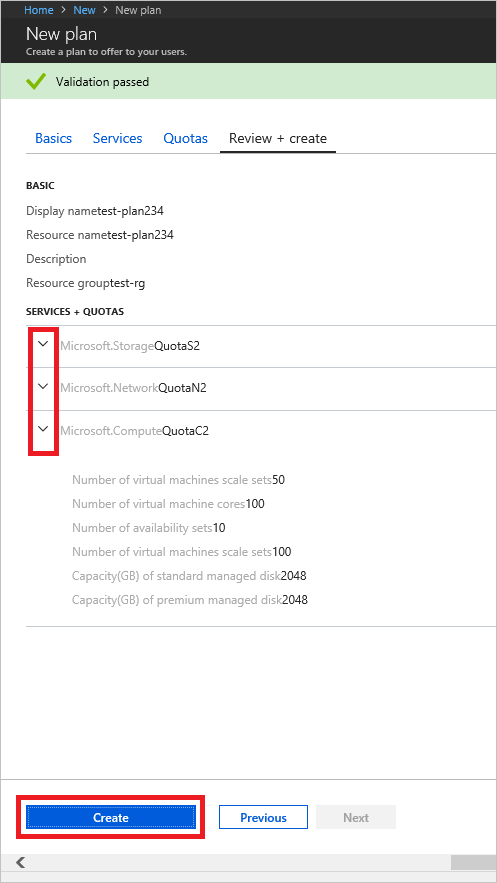 Home > New > New plan
New plan
Create a plan to offer to your users.
Validation passed
Basics Services Quotas Review + create
BASIC
Display nametest-plan234
Resource nametest-plan234
Description
Resource grouptest-rg
SERVICES + QUOTAS
Microsoft.StorageQuotaS2
Microsoft.NetworkQuotaN2
Microsoft.ComputeQuotaC2
Number of virtual machines scale sets50
Number of virtual machine cores100
Number of availability sets10
Number of virtual machines scale sets100
Capacity(GB) of standard managed disk2048
Capacity(GB) of premium managed disk2048
Create Previous Next